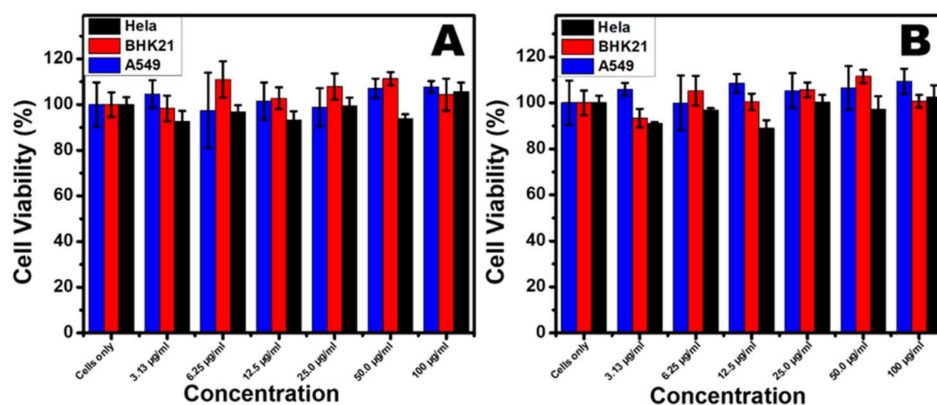 Hela
BHK21
A549
A
Cell Viability (%)
120
100
80
60
40
20
0
Cells only
3.13 µg/ml
6.25 µg/ml
12.5 µg/ml
25.0 µg/ml
50.0 µg/ml
100 µg/ml
Concentration
Hela
BHK21
A549
B
Cell Viability (%)
120
100
80
60
40
20
0
Cells only
3.13 µg/ml
6.25 µg/ml
12.5 µg/ml
25.0 µg/ml
50.0 µg/ml
100 µg/ml
Concentration